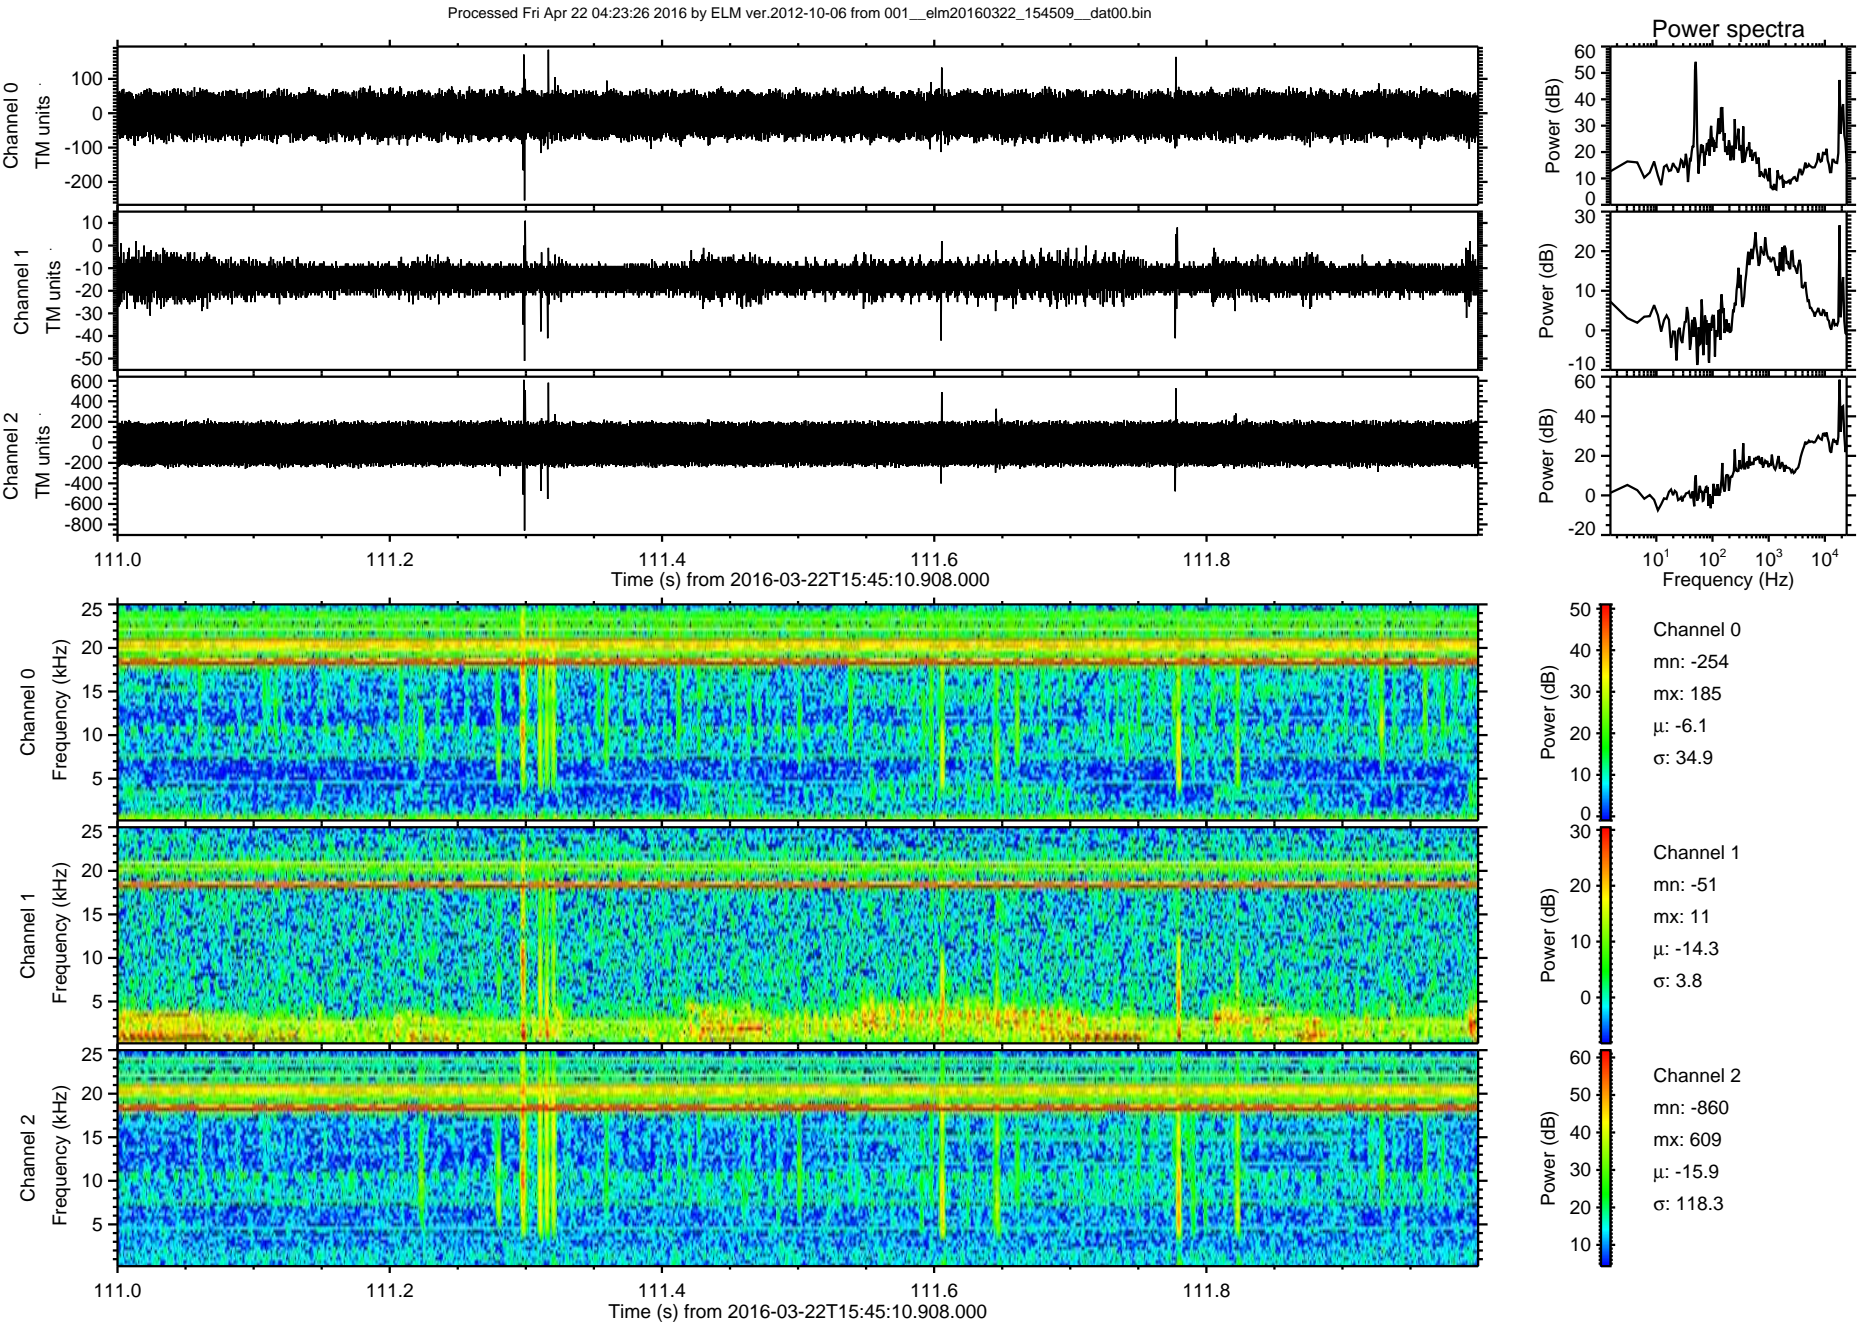 Processed Fri Apr 22 04:23:26 2016 by ELM ver.2012-10-06 from 001__elm20160322_154509__dat00.bin
Power spectra
Channel 0
TM units
100
0
-100
-200
Power (dB)
60
50
40
30
20
10
0
Channel 1
TM units
10
0
-10
-20
-30
-40
-50
Power (dB)
30
20
10
0
-10
Channel 2
TM units
600
400
200
0
-200
-400
-600
-800
Power (dB)
60
40
20
0
-20
111.0 111.2 111.4 111.6 111.8
Time (s) from 2016-03-22T15:45:10.908.000
10¹ 10² 10³ 10⁴
Frequency (Hz)
Channel 0
Frequency (kHz)
25
20
15
10
5
Power (dB)
50
40
30
20
10
0
Channel 0
mn: -254
mx: 185
μ: -6.1
σ: 34.9
Channel 1
Frequency (kHz)
25
20
15
10
5
Power (dB)
30
20
10
0
Channel 1
mn: -51
mx: 11
μ: -14.3
σ: 3.8
Channel 2
Frequency (kHz)
25
20
15
10
5
Power (dB)
60
50
40
30
20
10
Channel 2
mn: -860
mx: 609
μ: -15.9
σ: 118.3
111.0 111.2 111.4 111.6 111.8
Time (s) from 2016-03-22T15:45:10.908.000